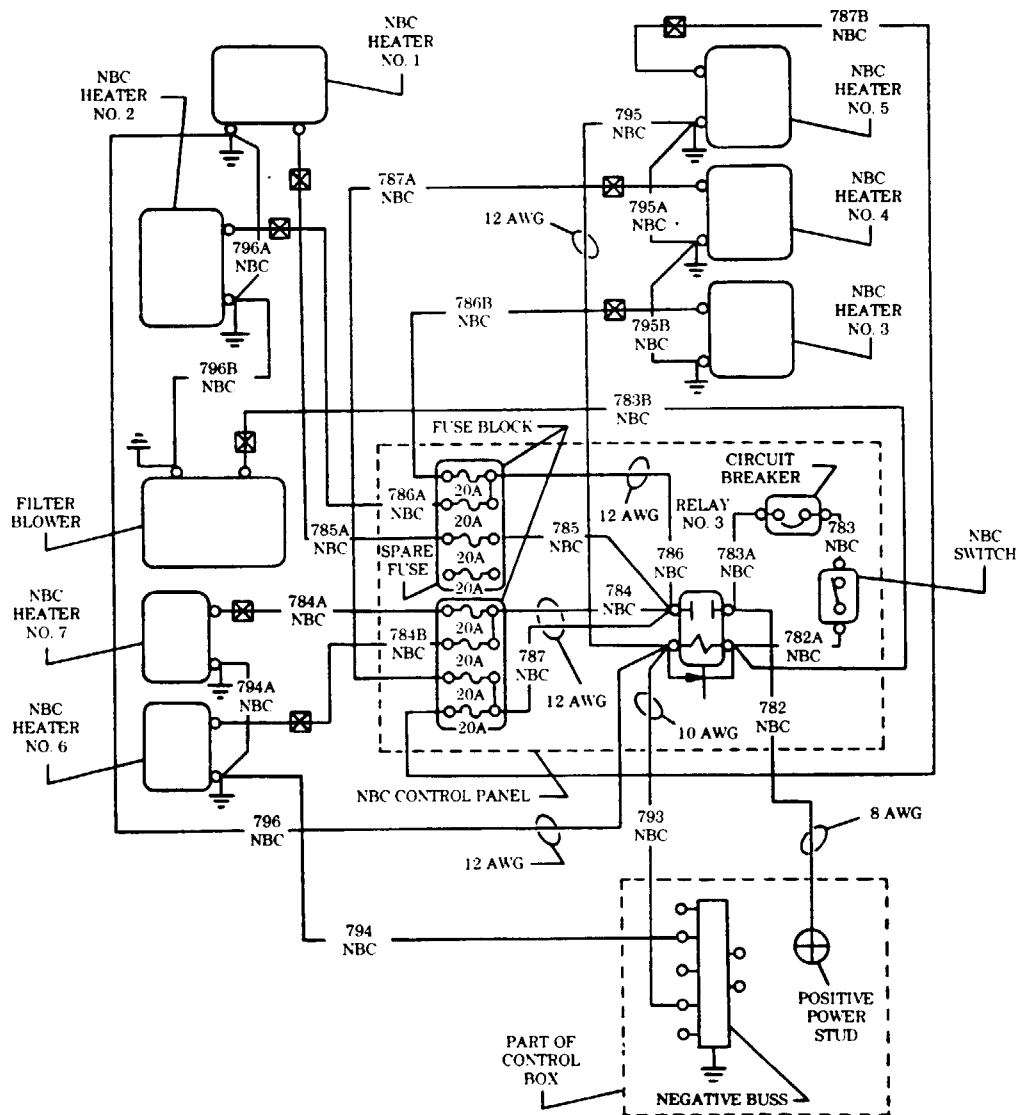 NBC
HEATER
NO. 1
787B
NBC
NBC
HEATER
NO. 2
NBC
HEATER
NO. 5
795
NBC
787A
NBC
NBC
HEATER
NO. 4
12 AWG
795A
NBC
796A
NBC
786B
NBC
NBC
HEATER
NO. 3
795B
NBC
796B
NBC
783B
NBC
FUSE BLOCK
CIRCUIT
BREAKER
FILTER
BLOWER
20A
786A
NBC
20A
12 AWG
RELAY
NO. 3
785A
NBC
785
NBC
786
NBC
783A
NBC
783
NBC
NBC
SWITCH
20A
SPARE
FUSE
20A
NBC
HEATER
NO. 7
784A
NBC
784
NBC
20A
784B
NBC
20A
787
NBC
782A
NBC
794A
NBC
20A
12 AWG
20A
10 AWG
782
NBC
NBC
HEATER
NO. 6
NBC CONTROL PANEL
793
NBC
796
NBC
12 AWG
8 AWG
794
NBC
POSITIVE
POWER
STUD
PART OF
CONTROL
BOX
NEGATIVE BUSS